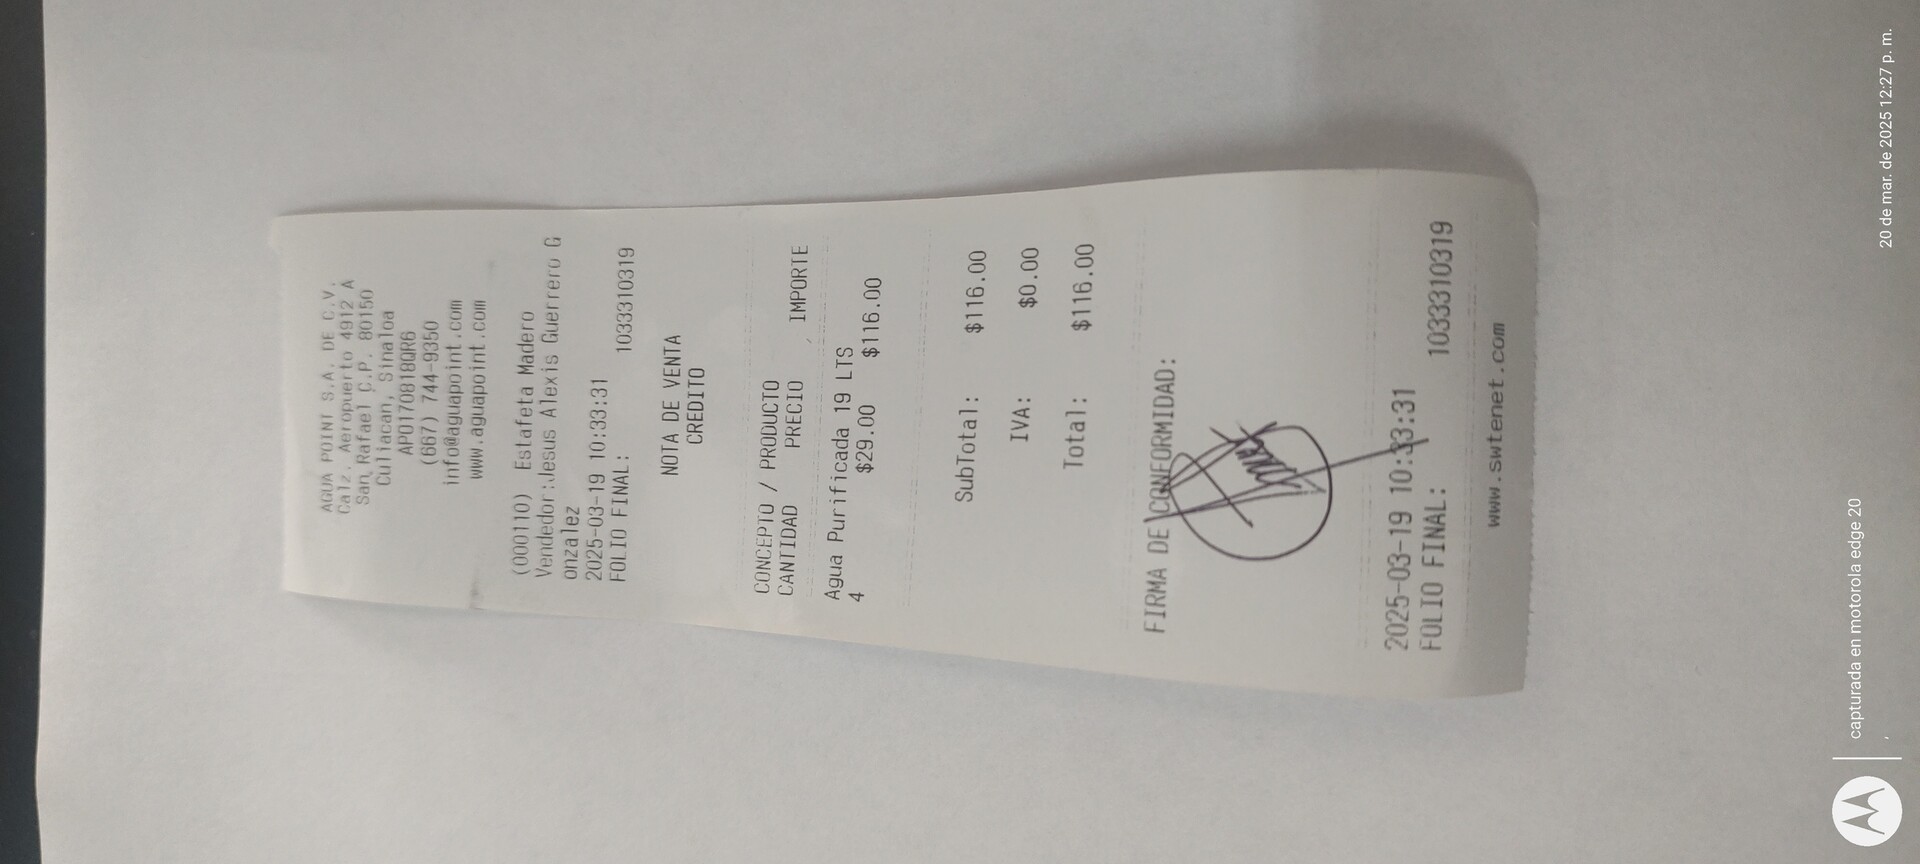 AGUA POINT S.A. DE C.V.
Calz. Aeropuerto 4912 A
San Rafael C.P. 80150
Culiacan, Sinaloa
APO170818QR6
(667) 744-9350
info@aguapoint.com
www.aguapoint.com
(000110) Estafeta Madero
Vendedor:Jesus Alexis Guerrero G
onzalez
2025-03-19 10:33:31
FOLIO FINAL: 1033310319
NOTA DE VENTA
CREDITO
CONCEPTO / PRODUCTO
CANTIDAD PRECIO IMPORTE
Agua Purificada 19 LTS
4 $29.00 $116.00
SubTotal: $116.00
IVA: $0.00
Total: $116.00
FIRMA DE CONFORMIDAD:
2025-03-19 10:33:31
FOLIO FINAL: 1033310319
www.swtenet.com
capturada en motorola edge 20
20 de mar. de 2025 12:27 p. m.